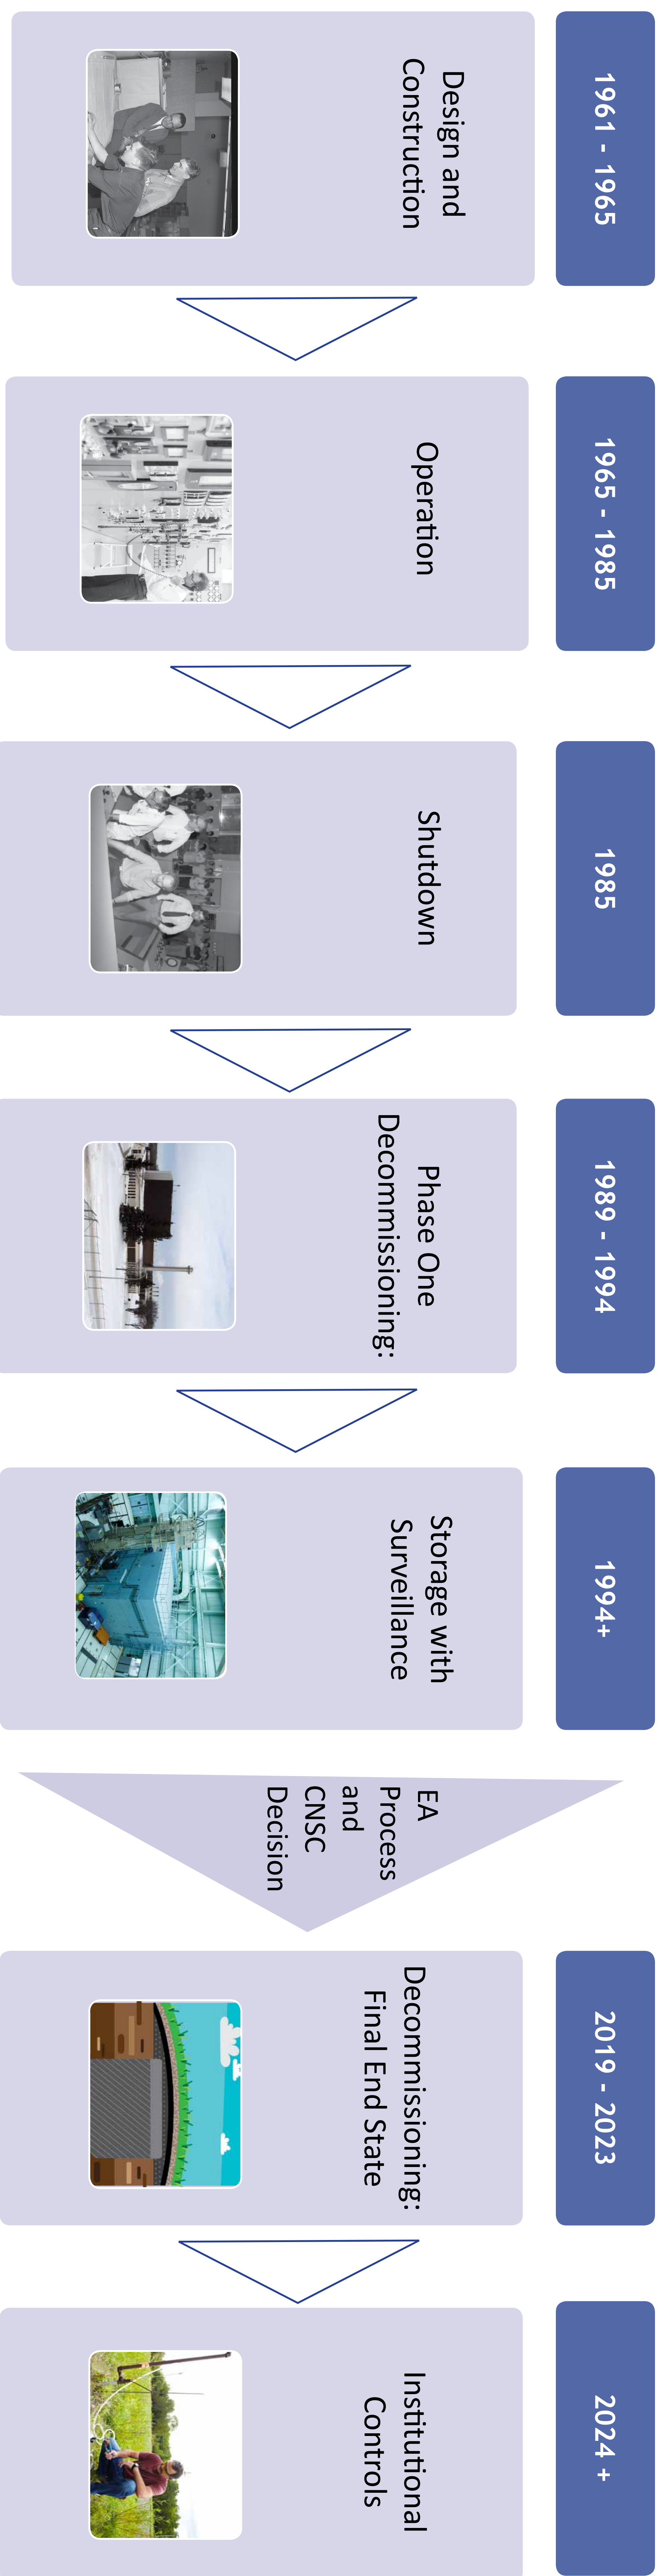 1961 - 1965
Design and
Construction
1965 - 1985
Operation
1985
Shutdown
1989 - 1994
Phase One
Decommissioning:
1994+
Storage with
Surveillance
EA
Process
and
CNSC
Decision
2019 - 2023
Decommissioning:
Final End State
2024 +
Institutional
Controls